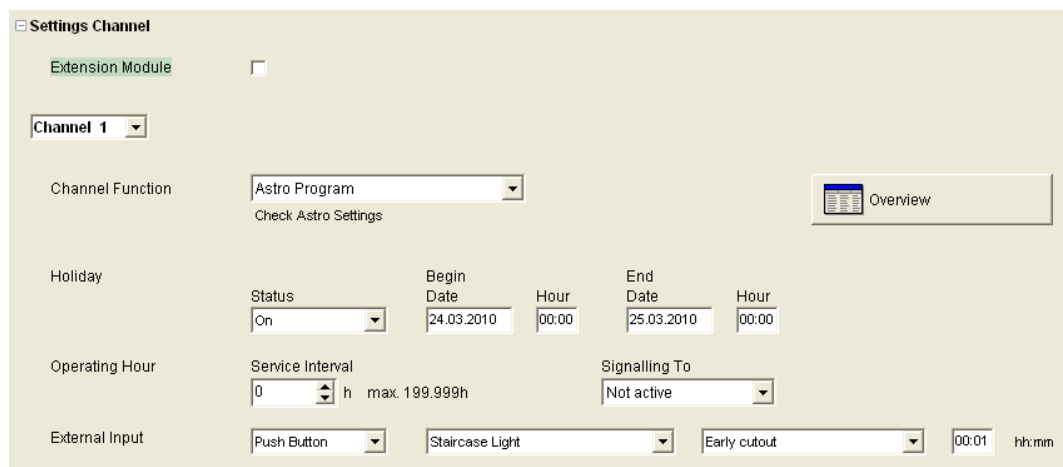 Settings Channel
Extension Module
Channel 1
Channel Function
Astro Program
Overview
Check Astro Settings
Holiday
Begin
End
Status
Date
Hour
Date
Hour
On
24.03.2010
00:00
25.03.2010
00:00
Operating Hour
Service Interval
Signalling To
0
h
max. 199.999h
Not active
External Input
Push Button
Staircase Light
Early cutout
00:01
hh:mm